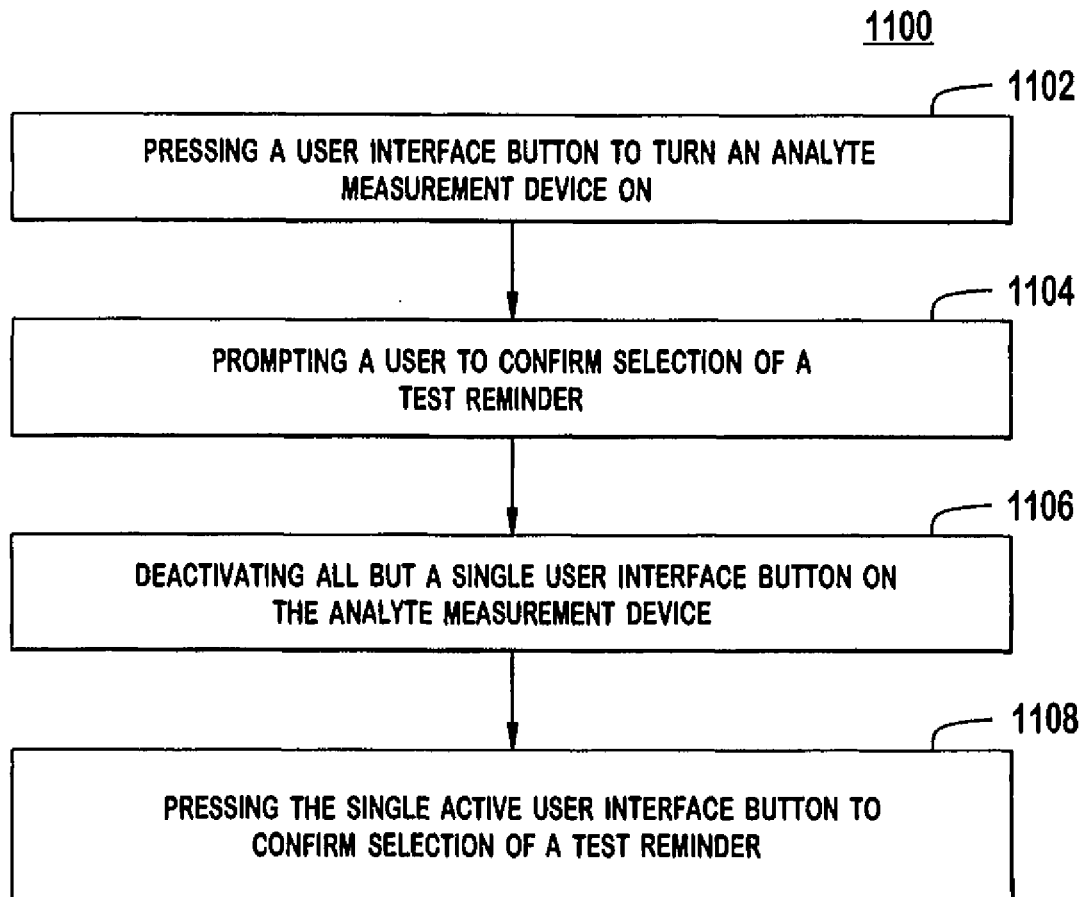 1100
1102
PRESSING A USER INTERFACE BUTTON TO TURN AN ANALYTE
MEASUREMENT DEVICE ON
1104
PROMPTING A USER TO CONFIRM SELECTION OF A
TEST REMINDER
1106
DEACTIVATING ALL BUT A SINGLE USER INTERFACE BUTTON ON
THE ANALYTE MEASUREMENT DEVICE
1108
PRESSING THE SINGLE ACTIVE USER INTERFACE BUTTON TO
CONFIRM SELECTION OF A TEST REMINDER